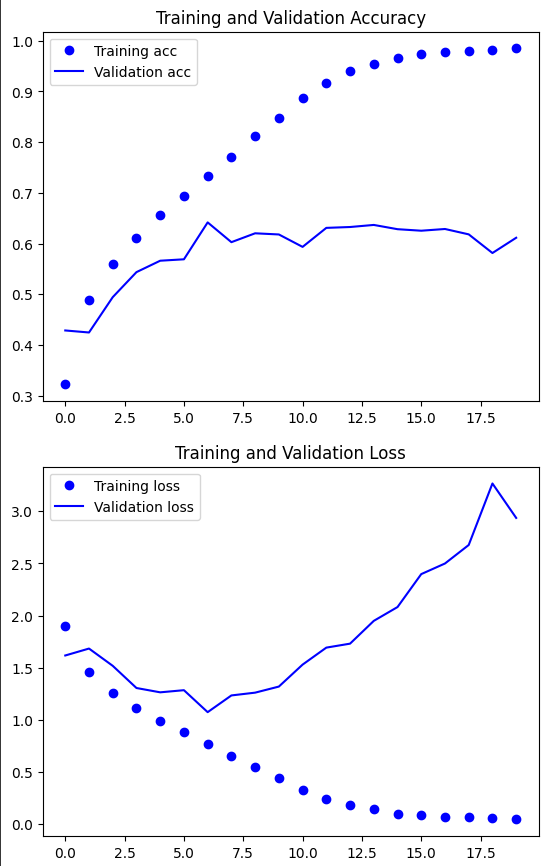 Training and Validation Accuracy
1.0
Training acc
Validation acc
0.9
0.8
0.7
0.6
0.5
0.4
0.3
0.0 2.5 5.0 7.5 10.0 12.5 15.0 17.5
Training and Validation Loss
Training loss
Validation loss
3.0
2.5
2.0
1.5
1.0
0.5
0.0
0.0 2.5 5.0 7.5 10.0 12.5 15.0 17.5